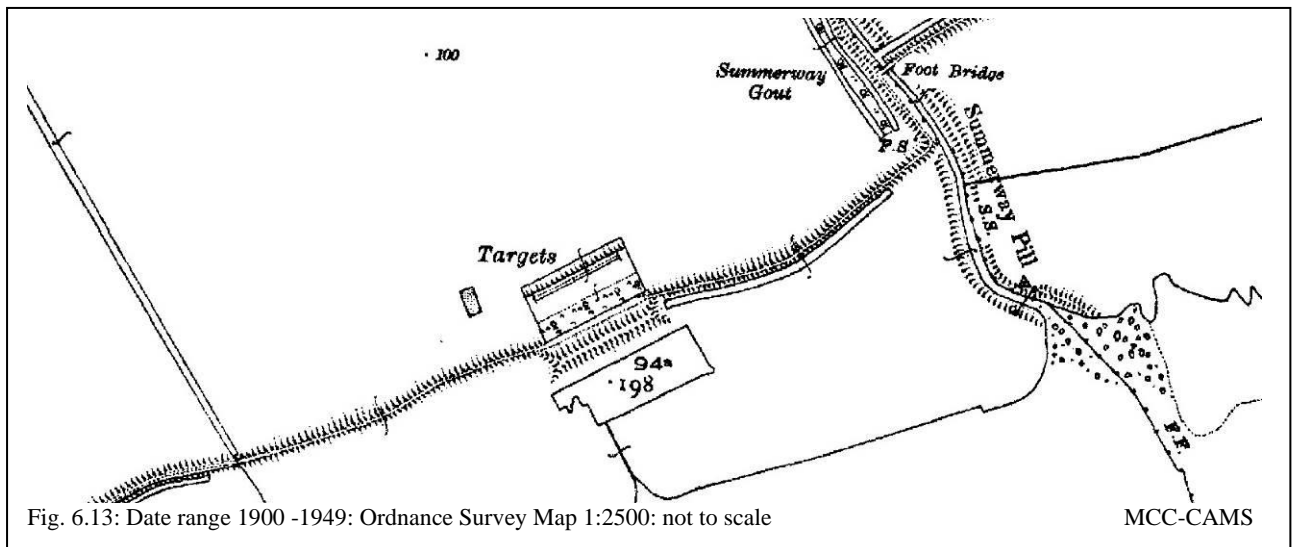 · 100
Summerway
Gout
Foot Bridge
F.S
Summerway Pill
S.S.
Targets
94a
·198
F.F.
Fig. 6.13: Date range 1900 -1949: Ordnance Survey Map 1:2500: not to scale
MCC-CAMS